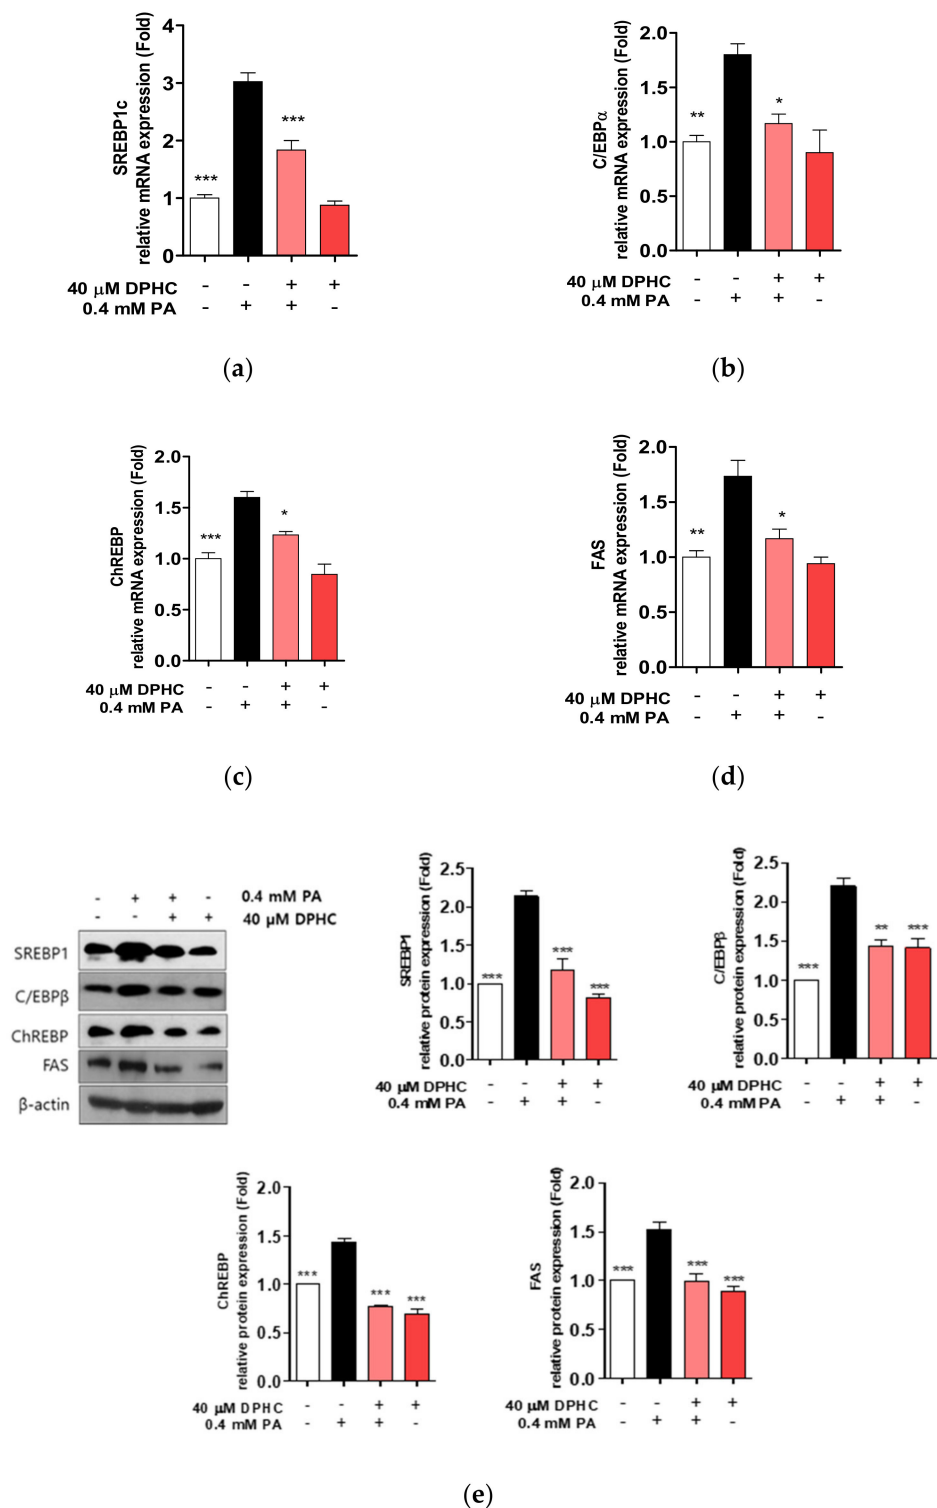 SREBP1c
relative mRNA expression (Fold)
4
3
2
1
0
***
***
40 μM DPHC - - + +
0.4 mM PA - + + -
(a)
C/EBPα
relative mRNA expression (Fold)
2.0
1.5
1.0
0.5
0.0
**
*
40 μM DPHC - - + +
0.4 mM PA - + + -
(b)
ChREBP
relative mRNA expression (Fold)
2.0
1.5
1.0
0.5
0.0
***
*
40 μM DPHC - - + +
0.4 mM PA - + + -
(c)
FAS
relative mRNA expression (Fold)
2.0
1.5
1.0
0.5
0.0
**
*
40 μM DPHC - - + +
0.4 mM PA - + + -
(d)
- + + - 0.4 mM PA
- - + + 40 μM DPHC
SREBP1
C/EBPβ
ChREBP
FAS
β-actin
SREBP1
relative protein expression (Fold)
2.5
2.0
1.5
1.0
0.5
0.0
***
***
***
40 μM DPHC - - + +
0.4 mM PA - + + -
C/EBPβ
relative protein expression (Fold)
2.5
2.0
1.5
1.0
0.5
0.0
***
**
***
40 μM DPHC - - + +
0.4 mM PA - + + -
ChREBP
relative protein expression (Fold)
2.0
1.5
1.0
0.5
0.0
***
***
***
40 μM DPHC - - + +
0.4 mM PA - + + -
FAS
relative protein expression (Fold)
2.0
1.5
1.0
0.5
0.0
***
***
***
40 μM DPHC - - + +
0.4 mM PA - + + -
(e)